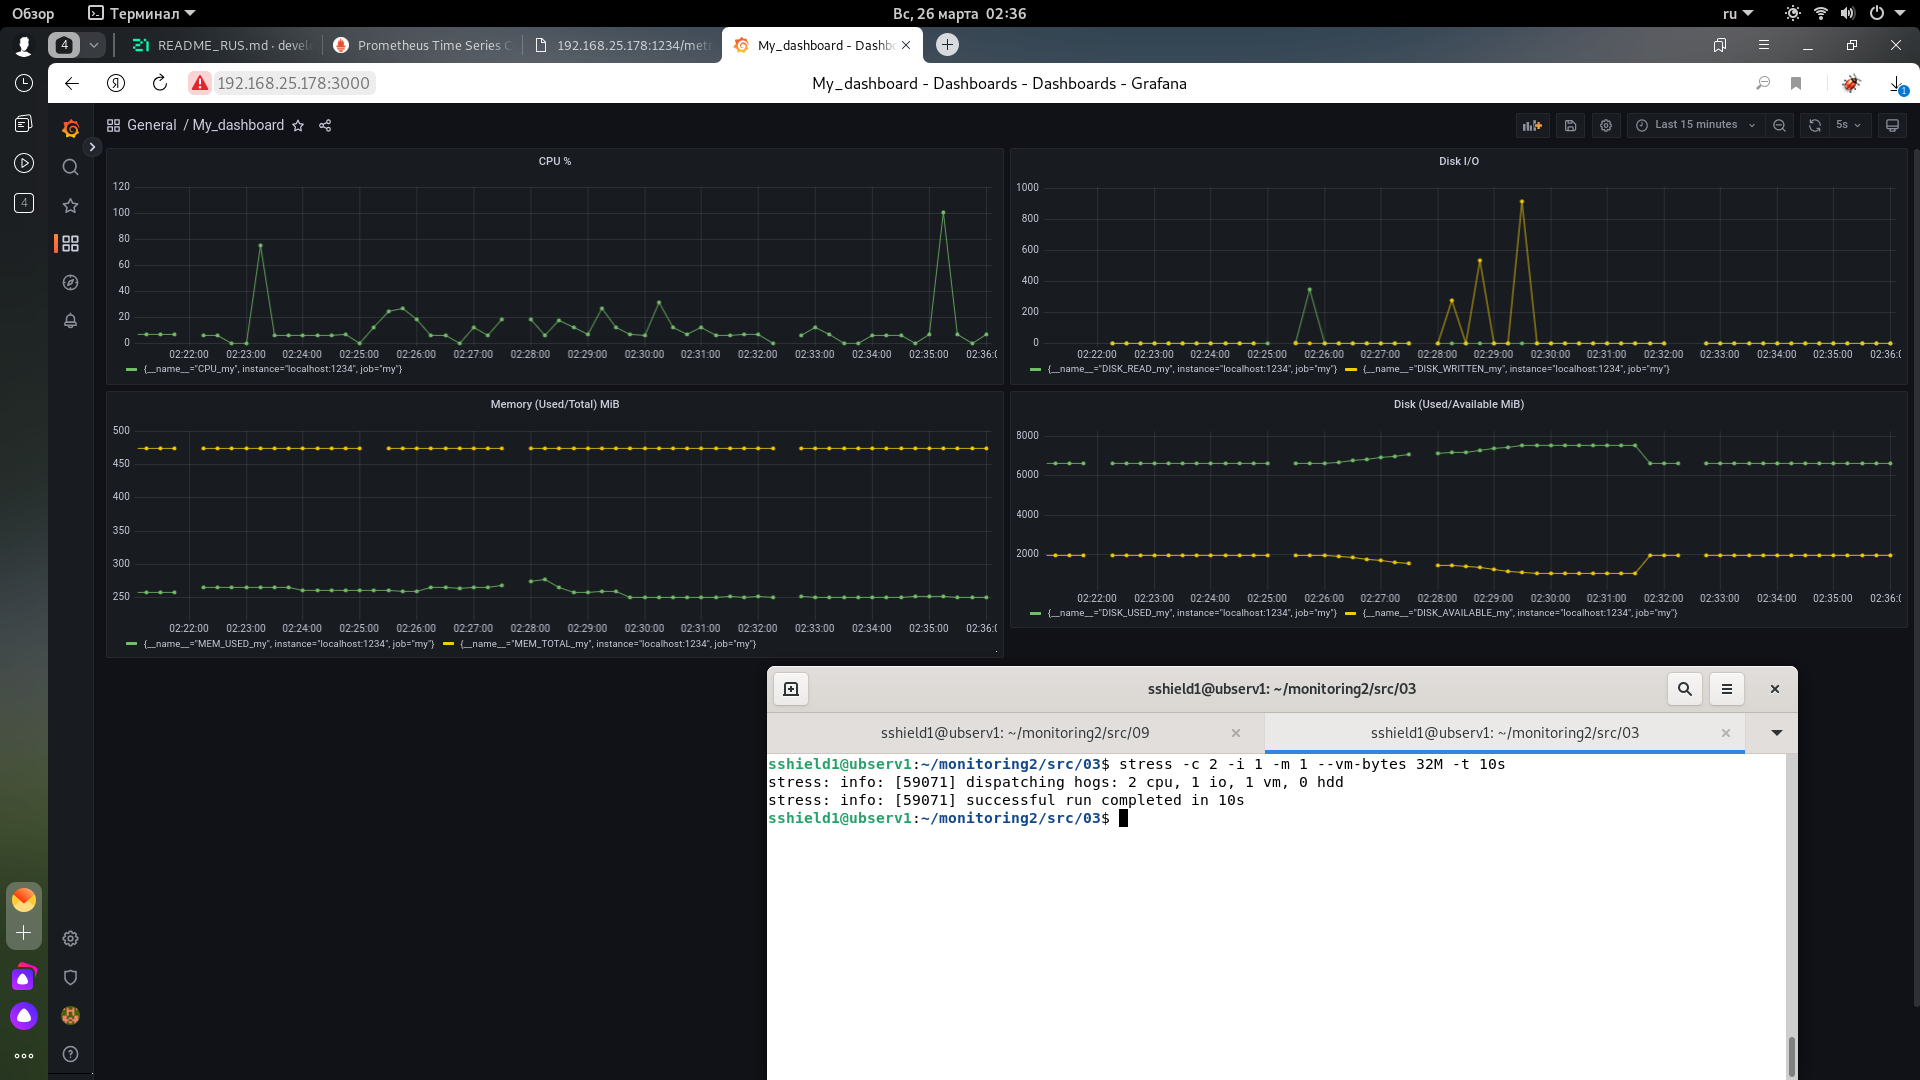 Обзор Терминал Вс, 26 марта 02:36 ru
4 README_RUS.md · devel Prometheus Time Series C 192.168.25.178:1234/metr My_dashboard - Dashbo
192.168.25.178:3000 My_dashboard - Dashboards - Dashboards - Grafana 1
General / My_dashboard Last 15 minutes 5s
4
CPU %
120
100
80
60
40
20
0
02:22:00 02:23:00 02:24:00 02:25:00 02:26:00 02:27:00 02:28:00 02:29:00 02:30:00 02:31:00 02:32:00 02:33:00 02:34:00 02:35:00 02:36:0
{__name__="CPU_my", instance="localhost:1234", job="my"}
Disk I/O
1000
800
600
400
200
0
02:22:00 02:23:00 02:24:00 02:25:00 02:26:00 02:27:00 02:28:00 02:29:00 02:30:00 02:31:00 02:32:00 02:33:00 02:34:00 02:35:00 02:36:0
{__name__="DISK_READ_my", instance="localhost:1234", job="my"} {__name__="DISK_WRITTEN_my", instance="localhost:1234", job="my"}
Memory (Used/Total) MiB
500
450
400
350
300
250
02:22:00 02:23:00 02:24:00 02:25:00 02:26:00 02:27:00 02:28:00 02:29:00 02:30:00 02:31:00 02:32:00 02:33:00 02:34:00 02:35:00 02:36:0
{__name__="MEM_USED_my", instance="localhost:1234", job="my"} {__name__="MEM_TOTAL_my", instance="localhost:1234", job="my"}
Disk (Used/Available MiB)
8000
6000
4000
2000
02:22:00 02:23:00 02:24:00 02:25:00 02:26:00 02:27:00 02:28:00 02:29:00 02:30:00 02:31:00 02:32:00 02:33:00 02:34:00 02:35:00 02:36:0
{__name__="DISK_USED_my", instance="localhost:1234", job="my"} {__name__="DISK_AVAILABLE_my", instance="localhost:1234", job="my"}
sshield1@ubserv1: ~/monitoring2/src/03
sshield1@ubserv1: ~/monitoring2/src/09 sshield1@ubserv1: ~/monitoring2/src/03
sshield1@ubserv1:~/monitoring2/src/03$ stress -c 2 -i 1 -m 1 --vm-bytes 32M -t 10s
stress: info: [59071] dispatching hogs: 2 cpu, 1 io, 1 vm, 0 hdd
stress: info: [59071] successful run completed in 10s
sshield1@ubserv1:~/monitoring2/src/03$